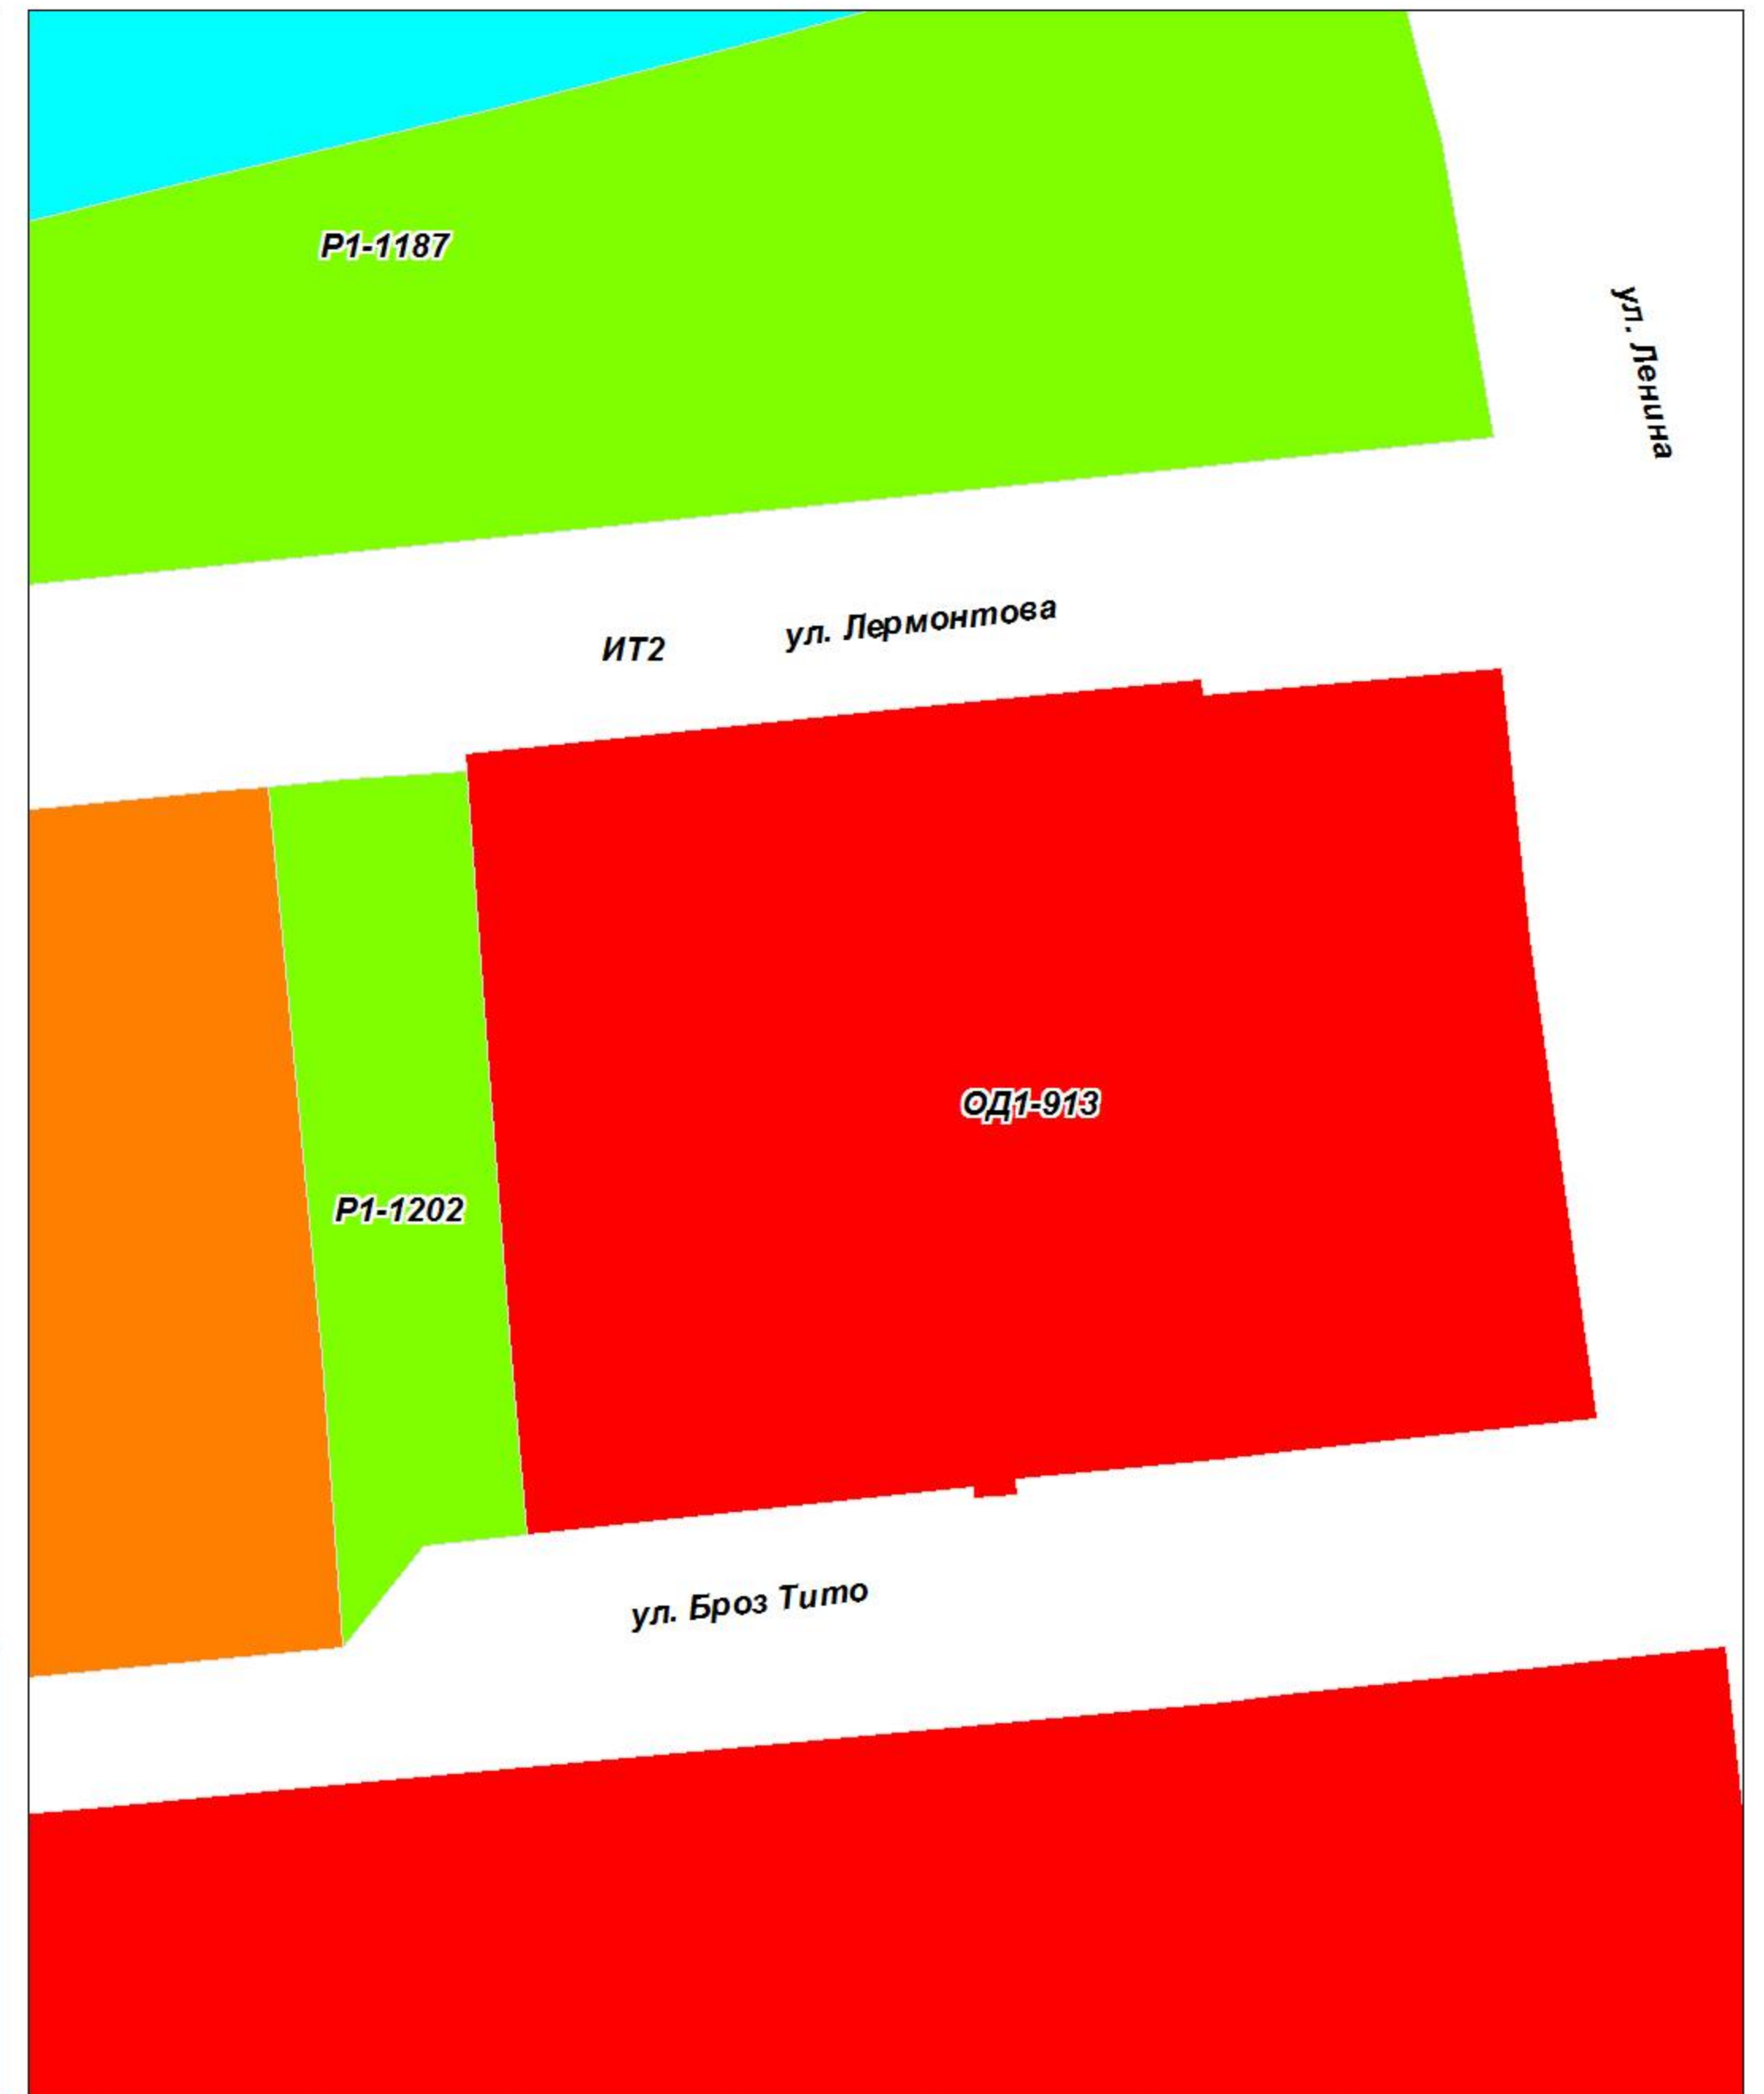 Р1-1187
ул. Ленина
ИТ2
ул. Лермонтова
ОД1-913
Р1-1202
ул. Броз Тито